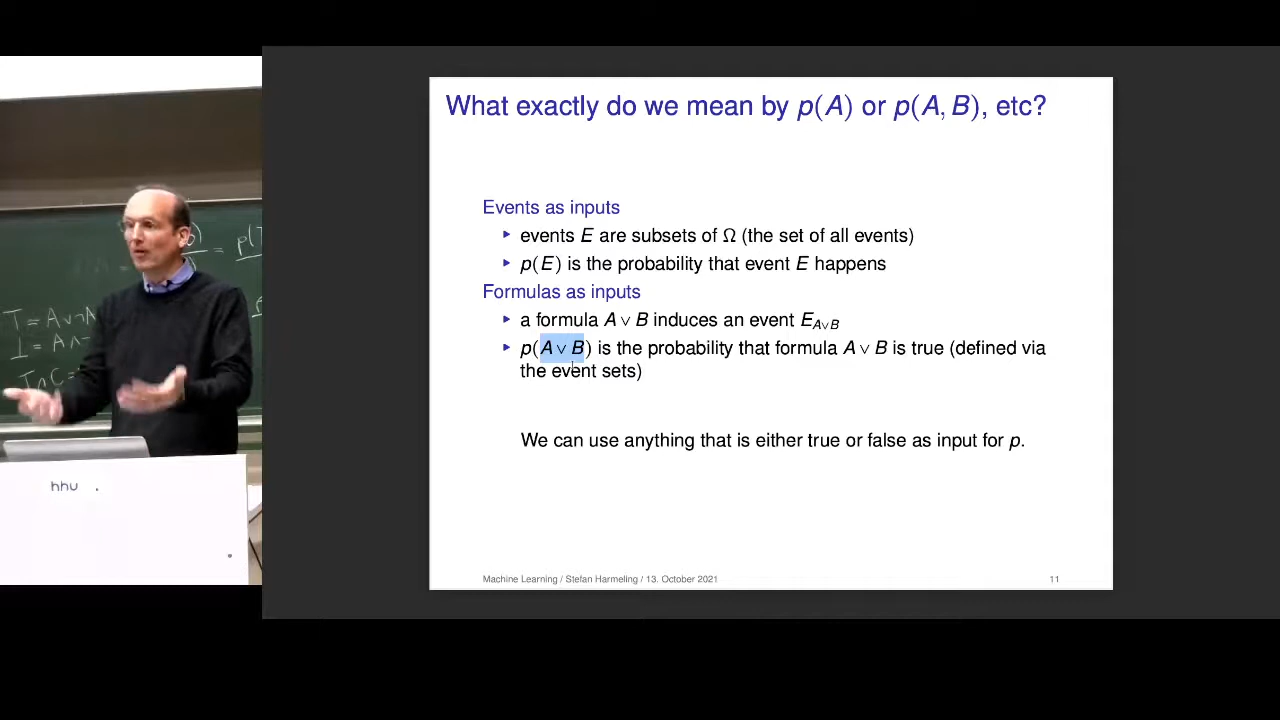 What exactly do we mean by p(A) or p(A, B), etc?
Events as inputs
▸ events E are subsets of Ω (the set of all events)
▸ p(E) is the probability that event E happens
Formulas as inputs
▸ a formula A ∨ B induces an event E_{A∨B}
▸ p(A ∨ B) is the probability that formula A ∨ B is true (defined via
the event sets)
We can use anything that is either true or false as input for p.
Machine Learning / Stefan Harmeling / 13. October 2021
11
T = A ∨ ¬A
⊥ = A ∧
hhu .